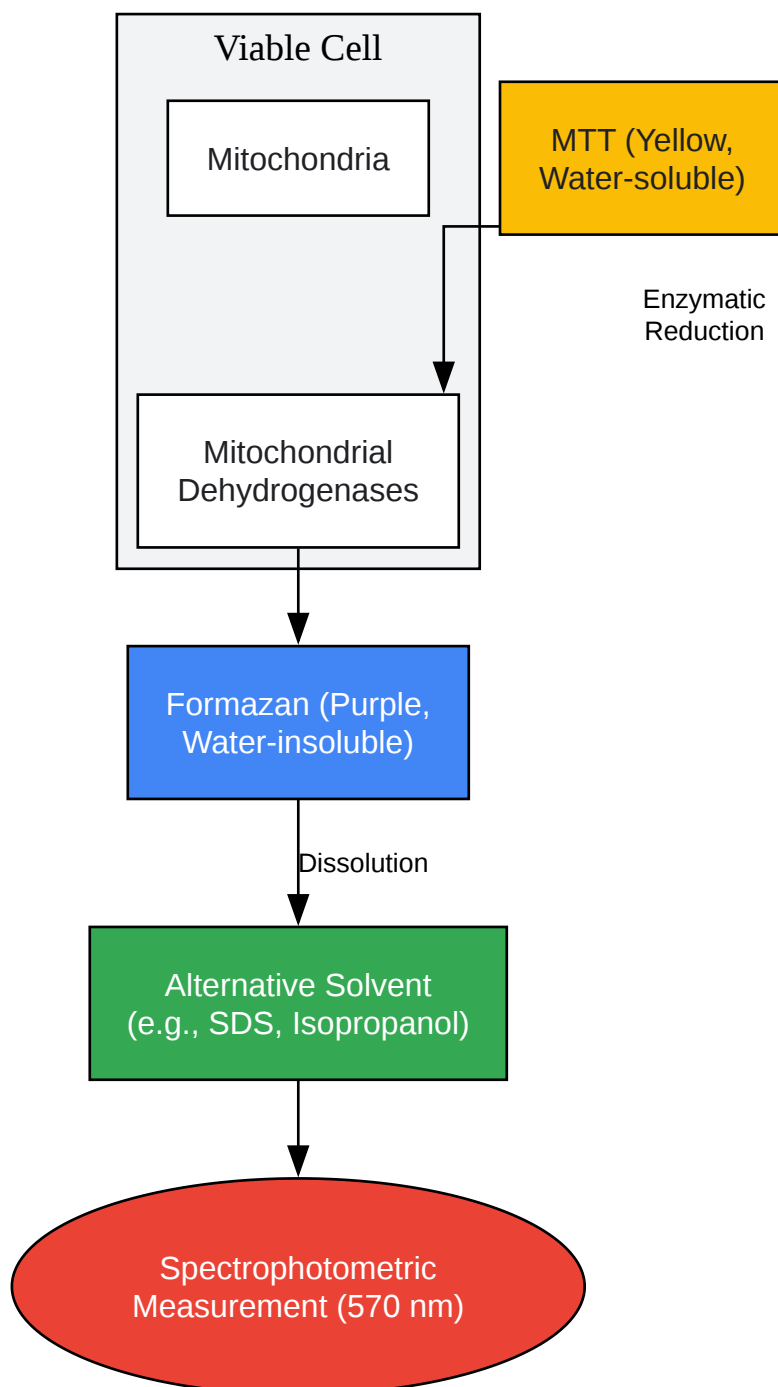 Viable Cell
Mitochondria
MTT (Yellow,
Water-soluble)
Enzymatic
Reduction
Mitochondrial
Dehydrogenases
Formazan (Purple,
Water-insoluble)
Dissolution
Alternative Solvent
(e.g., SDS, Isopropanol)
Spectrophotometric
Measurement (570 nm)